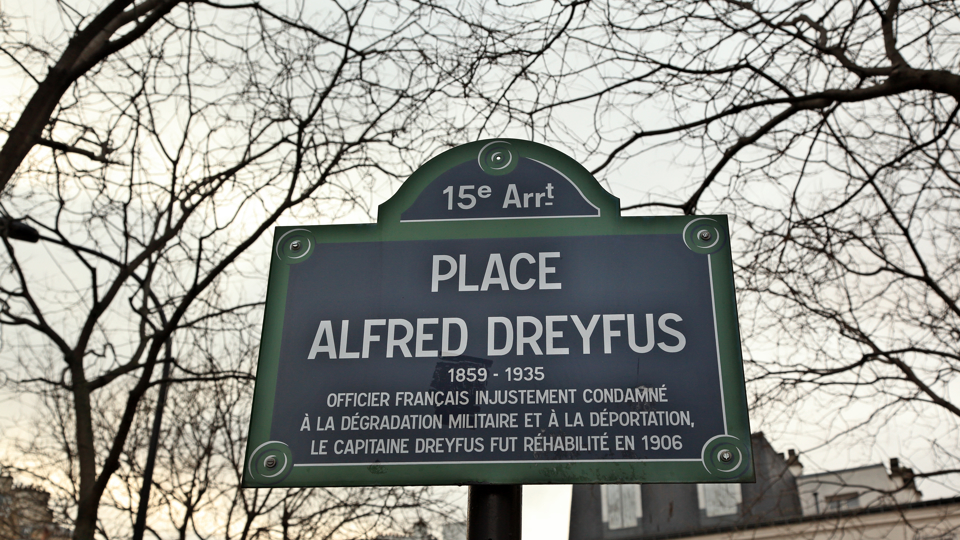 15e Arrt
PLACE
ALFRED DREYFUS
1859 - 1935
OFFICIER FRANÇAIS INJUSTEMENT CONDAMNÉ
À LA DÉGRADATION MILITAIRE ET À LA DÉPORTATION,
LE CAPITAINE DREYFUS FUT RÉHABILITÉ EN 1906